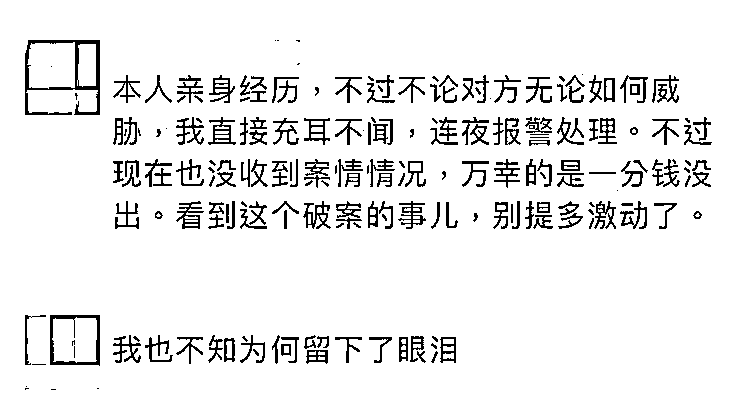 本人亲身经历，不过不论对方无论如何威
胁，我直接充耳不闻，连夜报警处理。不过
现在也没收到案情情况，万幸的是一分钱没
出。看到这个破案的事儿，别提多激动了。
我也不知为何留下了眼泪